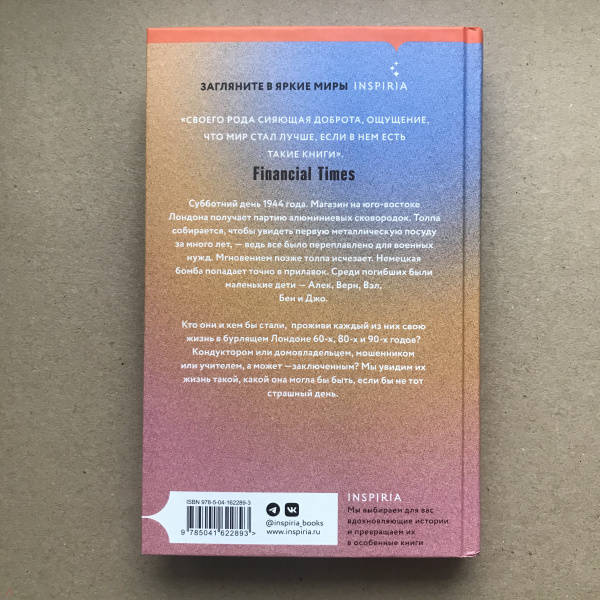 ЗАГЛЯНИТЕ В ЯРКИЕ МИРЫ INSPIRIA
«СВОЕГО РОДА СИЯЮЩАЯ ДОБРОТА, ОЩУЩЕНИЕ,
ЧТО МИР СТАЛ ЛУЧШЕ, ЕСЛИ В НЕМ ЕСТЬ
ТАКИЕ КНИГИ».
Financial Times
Субботний день 1944 года. Магазин на юго-востоке
Лондона получает партию алюминиевых сковородок. Толпа
собирается, чтобы увидеть первую металлическую посуду
за много лет, — ведь всё было переплавлено для военных
нужд. Мгновением позже толпа исчезает. Немецкая
бомба попадает точно в прилавок. Среди погибших были
маленькие дети — Алек, Верн, Вэл,
Бен и Джо.
Кто они и кем бы стали, проживи каждый из них свою
жизнь в бурлящем Лондоне 60-х, 80-х и 90-х годов?
Кондуктором или домовладельцем, мошенником
или учителем, а может —заключенным? Мы увидим их
жизнь такой, какой она могла бы быть, если бы не тот
страшный день.
ISBN 978-5-04-162289-3
9 785041 622893 >
@inspiria_books
www.inspiria.ru
INSPIRIA
Мы выбираем для вас
вдохновляющие истории
и превращаем их
в особенные книги